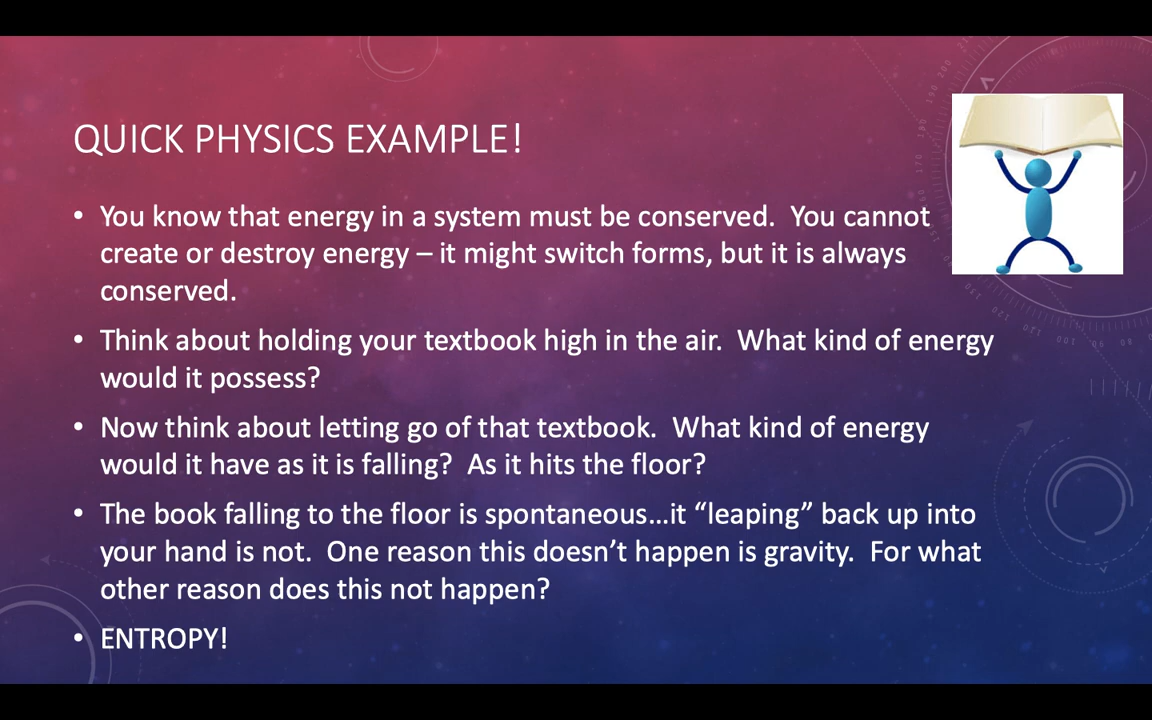 QUICK PHYSICS EXAMPLE!
• You know that energy in a system must be conserved.  You cannot
create or destroy energy – it might switch forms, but it is always
conserved.
• Think about holding your textbook high in the air.  What kind of energy
would it possess?
• Now think about letting go of that textbook.  What kind of energy
would it have as it is falling?  As it hits the floor?
• The book falling to the floor is spontaneous…it “leaping” back up into
your hand is not.  One reason this doesn’t happen is gravity.  For what
other reason does this not happen?
• ENTROPY!